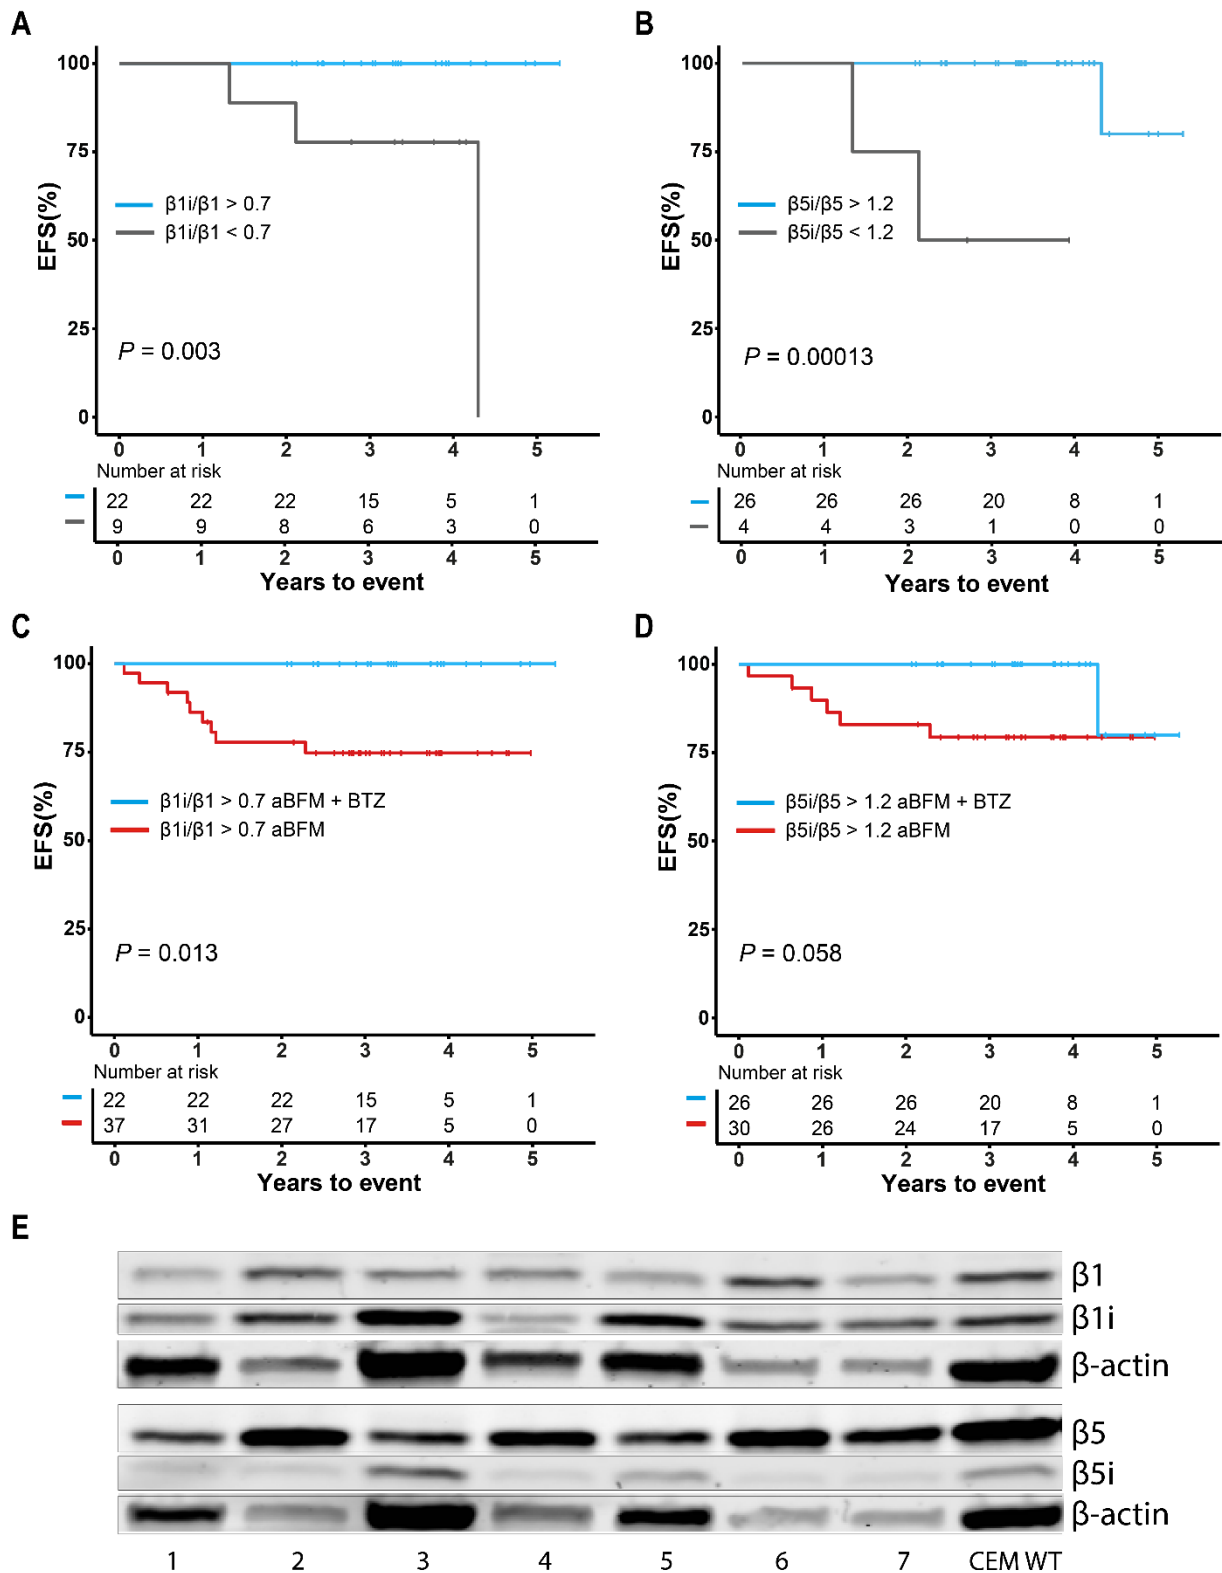 A
100
75
50
25
0
EFS(%)
β1i/β1 > 0.7
β1i/β1 < 0.7
P = 0.003
0 1 2 3 4 5
Number at risk
22 22 22 15 5 1
9 9 8 6 3 0
0 1 2 3 4 5
Years to event
B
100
75
50
25
0
EFS(%)
β5i/β5 > 1.2
β5i/β5 < 1.2
P = 0.00013
0 1 2 3 4 5
Number at risk
26 26 26 20 8 1
4 4 3 1 0 0
0 1 2 3 4 5
Years to event
C
100
75
50
25
0
EFS(%)
β1i/β1 > 0.7 aBFM + BTZ
β1i/β1 > 0.7 aBFM
P = 0.013
0 1 2 3 4 5
Number at risk
22 22 22 15 5 1
37 31 27 17 5 0
0 1 2 3 4 5
Years to event
D
100
75
50
25
0
EFS(%)
β5i/β5 > 1.2 aBFM + BTZ
β5i/β5 > 1.2 aBFM
P = 0.058
0 1 2 3 4 5
Number at risk
26 26 26 20 8 1
30 26 24 17 5 0
0 1 2 3 4 5
Years to event
E
β1
β1i
β-actin
β5
β5i
β-actin
1 2 3 4 5 6 7 CEM WT